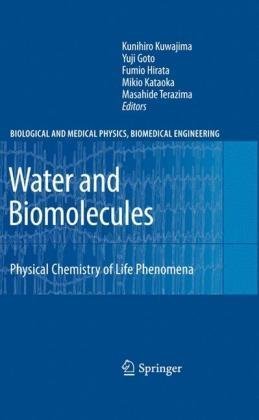 Kunihiro Kuwajima
Yuji Goto
Fumio Hirata
Mikio Kataoka
Masahide Terazima
Editors
BIOLOGICAL AND MEDICAL PHYSICS, BIOMEDICAL ENGINEERING
Water and
Biomolecules
Physical Chemistry of Life Phenomena
Springer